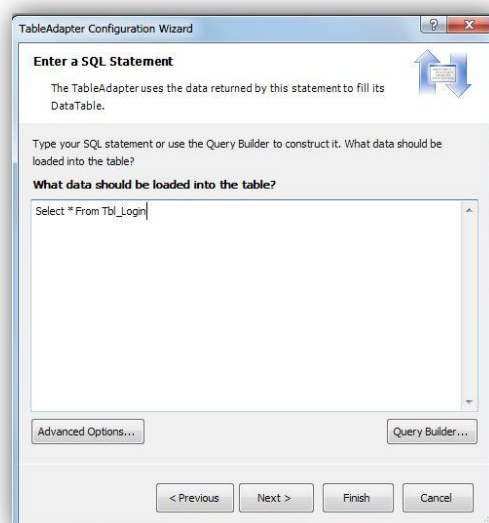 TableAdapter Configuration Wizard
Enter a SQL Statement
The TableAdapter uses the data returned by this statement to fill its
DataTable.
Type your SQL statement or use the Query Builder to construct it. What data should be
loaded into the table?
What data should be loaded into the table?
Select * From Tbl_Login
Advanced Options...
Query Builder...
< Previous
Next >
Finish
Cancel